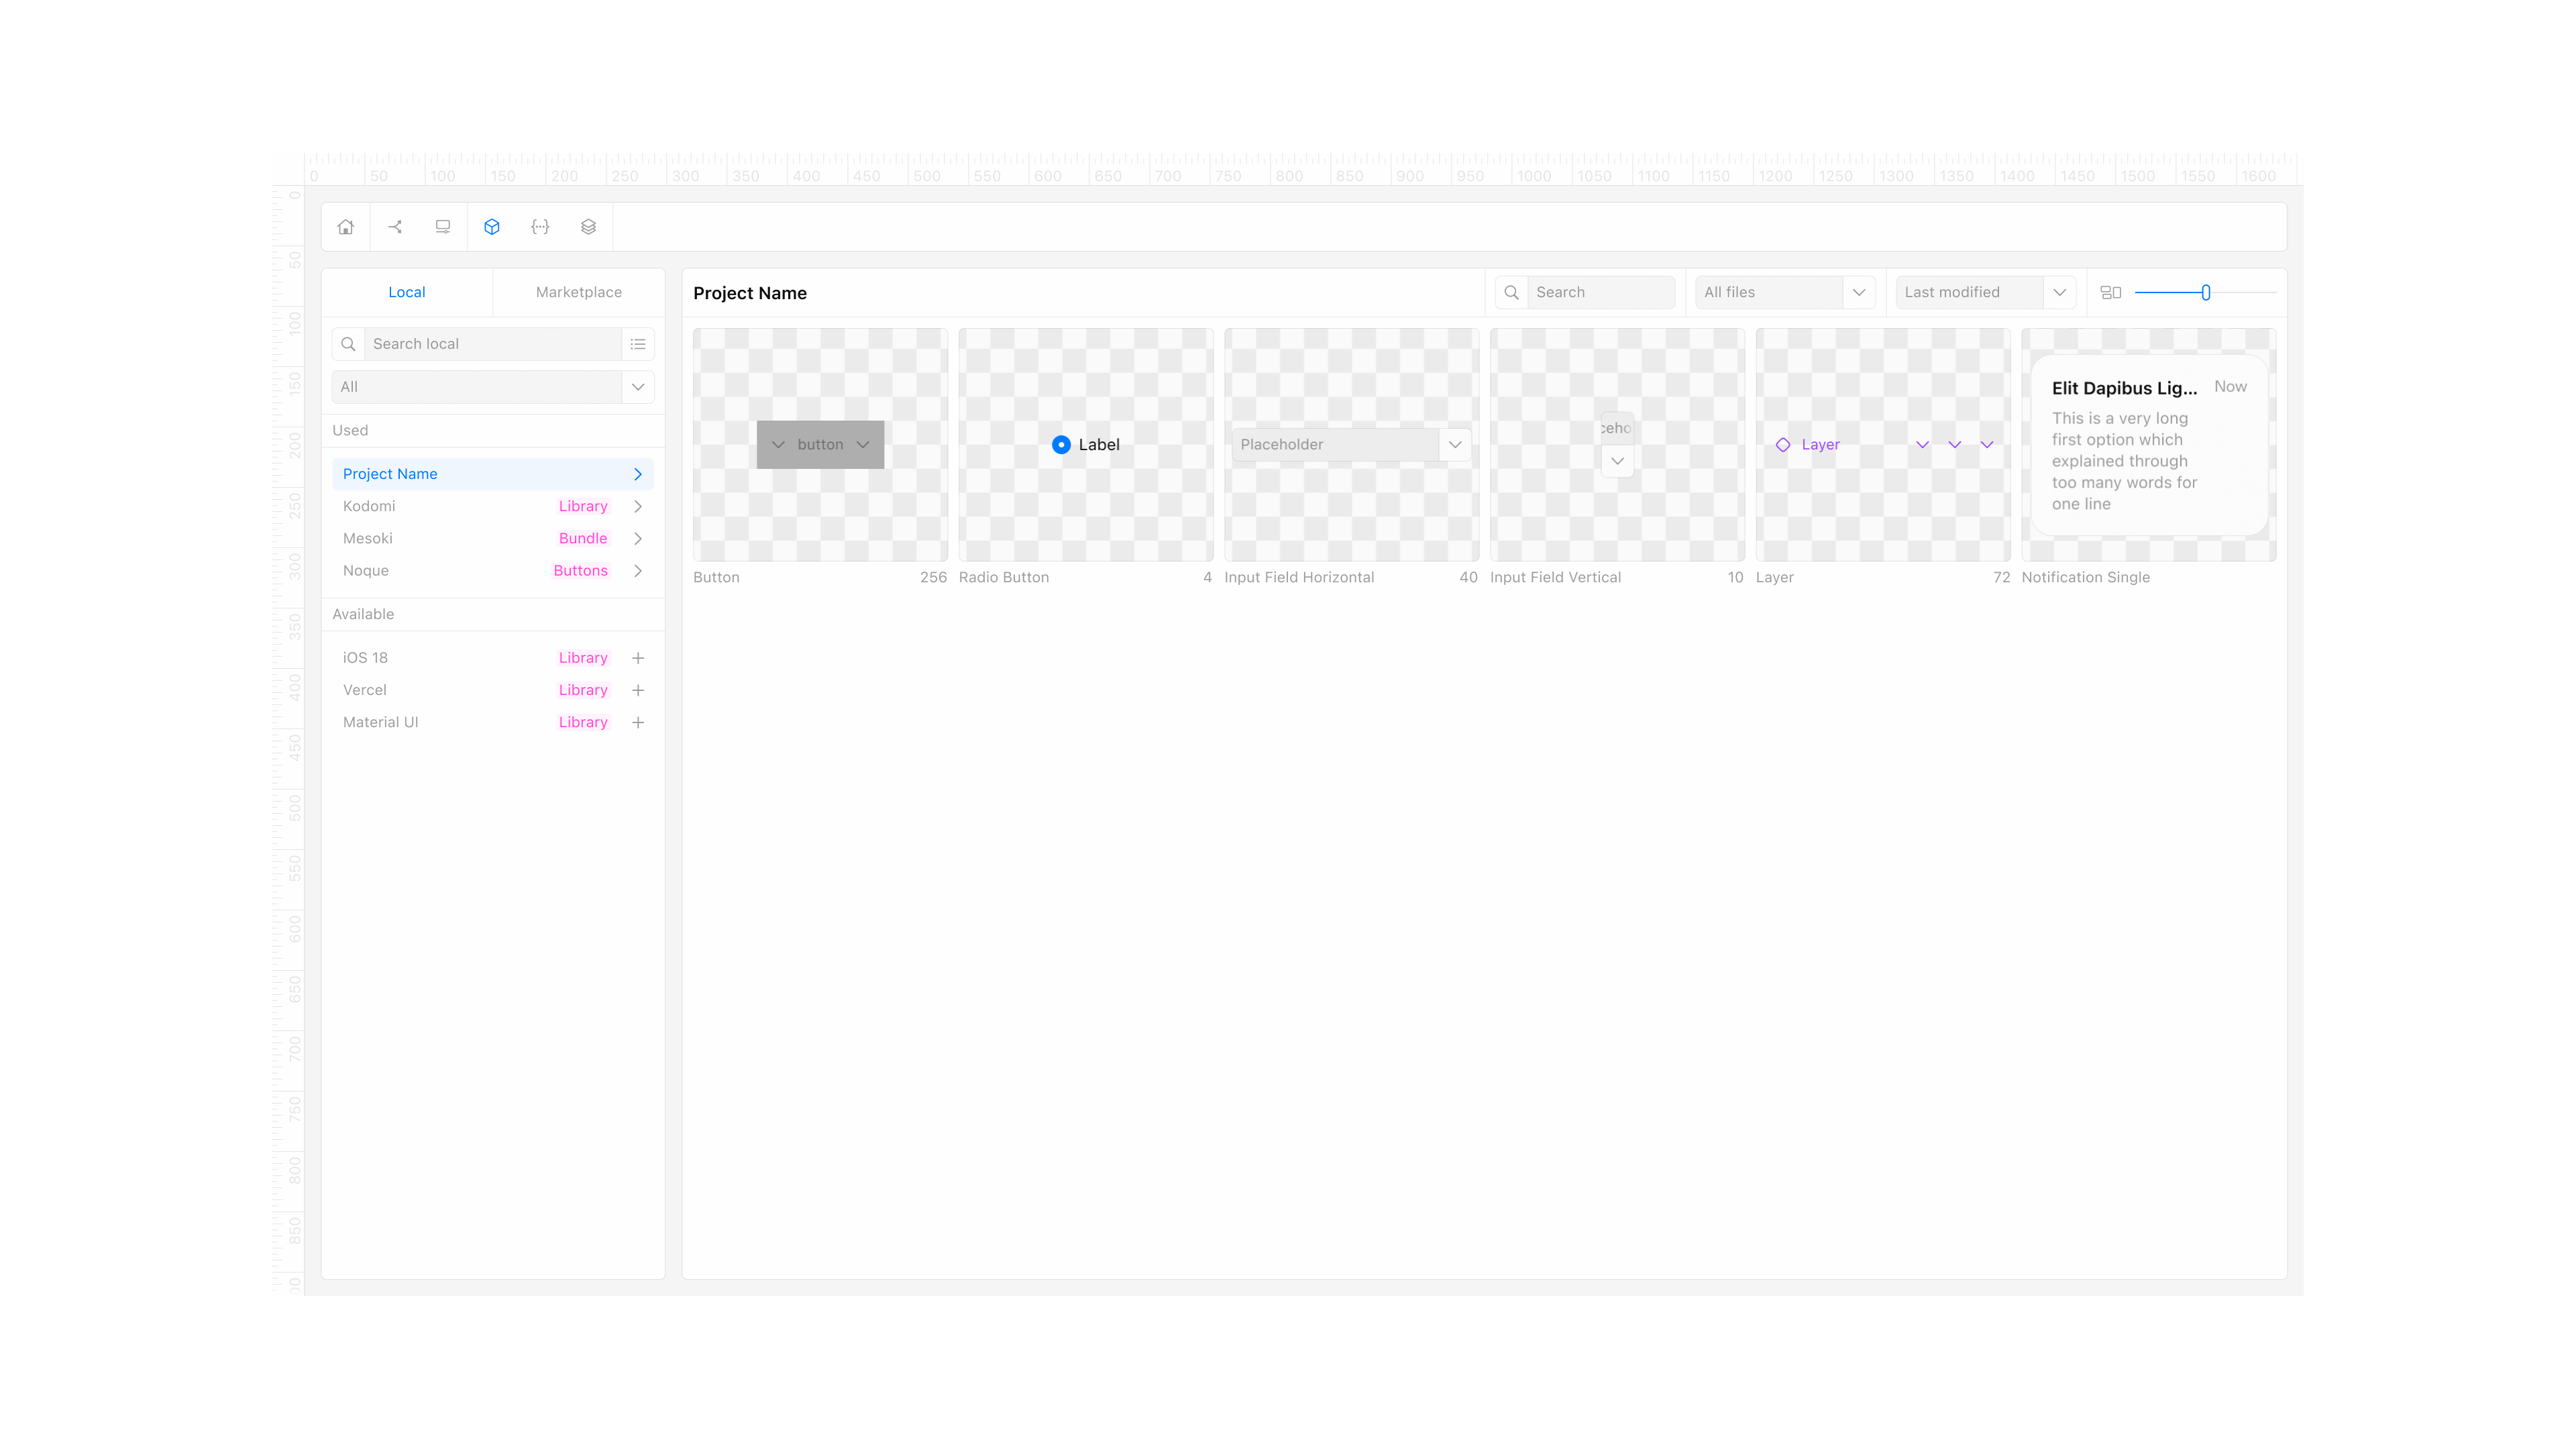 0 50 100 150 200 250 300 350 400 450 500 550 600 650 700 750 800 850 900 950 1000 1050 1100 1150 1200 1250 1300 1350 1400 1450 1500 1550 1600
0
50
100
150
200
250
300
350
400
450
500
550
600
650
700
750
800
850
Local Marketplace
Search local
All
Used
Project Name
Kodomi Library
Mesoki Bundle
Noque Buttons
Available
iOS 18 Library
Vercel Library
Material UI Library
Project Name Search All files Last modified
button
Label
Placeholder
ceho
Layer
Elit Dapibus Lig... Now
This is a very long
first option which
explained through
too many words for
one line
Button 256
Radio Button 4
Input Field Horizontal 40
Input Field Vertical 10
Layer 72
Notification Single